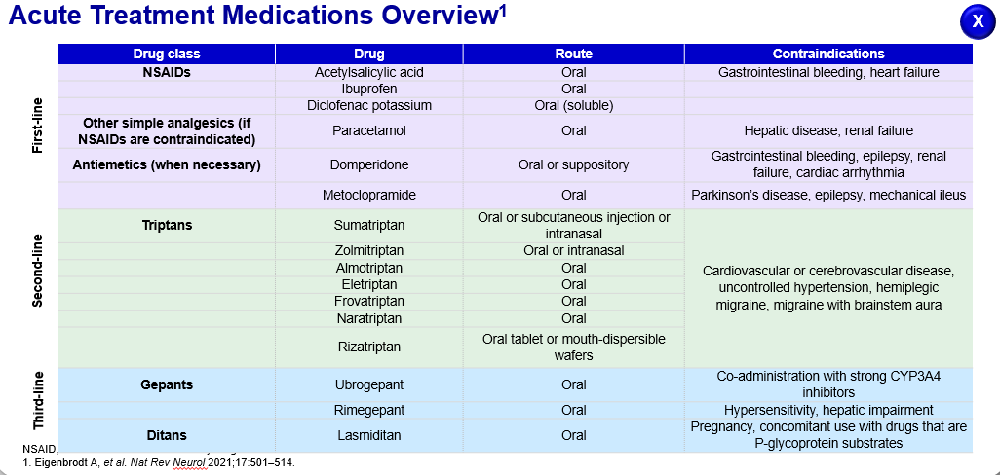 Acute Treatment Medications Overview1
X
Drug class Drug Route Contraindications
First-line
NSAIDs Acetylsalicylic acid Oral Gastrointestinal bleeding, heart failure
Ibuprofen Oral
Diclofenac potassium Oral (soluble)
Other simple analgesics (if
NSAIDs are contraindicated)
Paracetamol Oral Hepatic disease, renal failure
Antiemetics (when necessary) Domperidone Oral or suppository
Gastrointestinal bleeding, epilepsy, renal
failure, cardiac arrhythmia
Metoclopramide Oral Parkinson's disease, epilepsy, mechanical ileus
Second-line
Triptans Sumatriptan
Oral or subcutaneous injection or
intranasal
Zolmitriptan Oral or intranasal
Almotriptan Oral
Eletriptan Oral
Frovatriptan Oral
Naratriptan Oral
Rizatriptan
Oral tablet or mouth-dispersible
wafers
Cardiovascular or cerebrovascular disease,
uncontrolled hypertension, hemiplegic
migraine, migraine with brainstem aura
Third-line
Gepants Ubrogepant Oral
Co-administration with strong CYP3A4
inhibitors
Rimegepant Oral Hypersensitivity, hepatic impairment
Ditans Lasmiditan Oral
Pregnancy, concomitant use with drugs that are
P-glycoprotein substrates
NSAID,
1. Eigenbrodt A, et al. Nat Rev Neurol 2021;17:501–514.